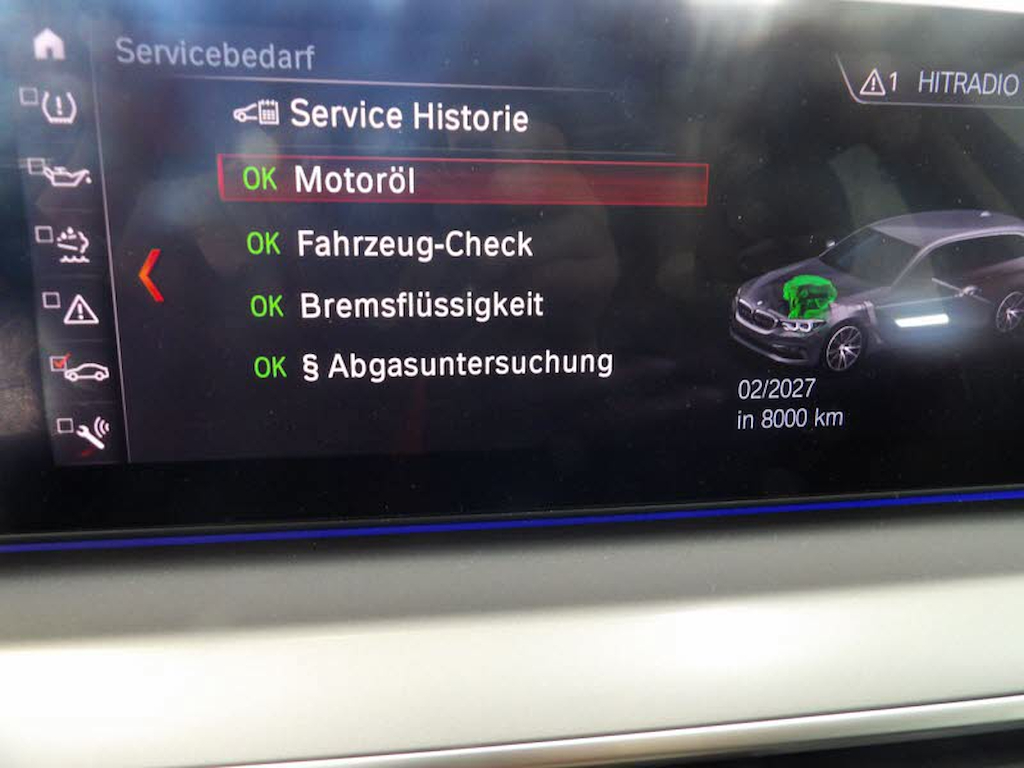 Servicebedarf
1 HITRADIO
Service Historie
OK Motoröl
OK Fahrzeug-Check
OK Bremsflüssigkeit
OK § Abgasuntersuchung
02/2027
in 8000 km